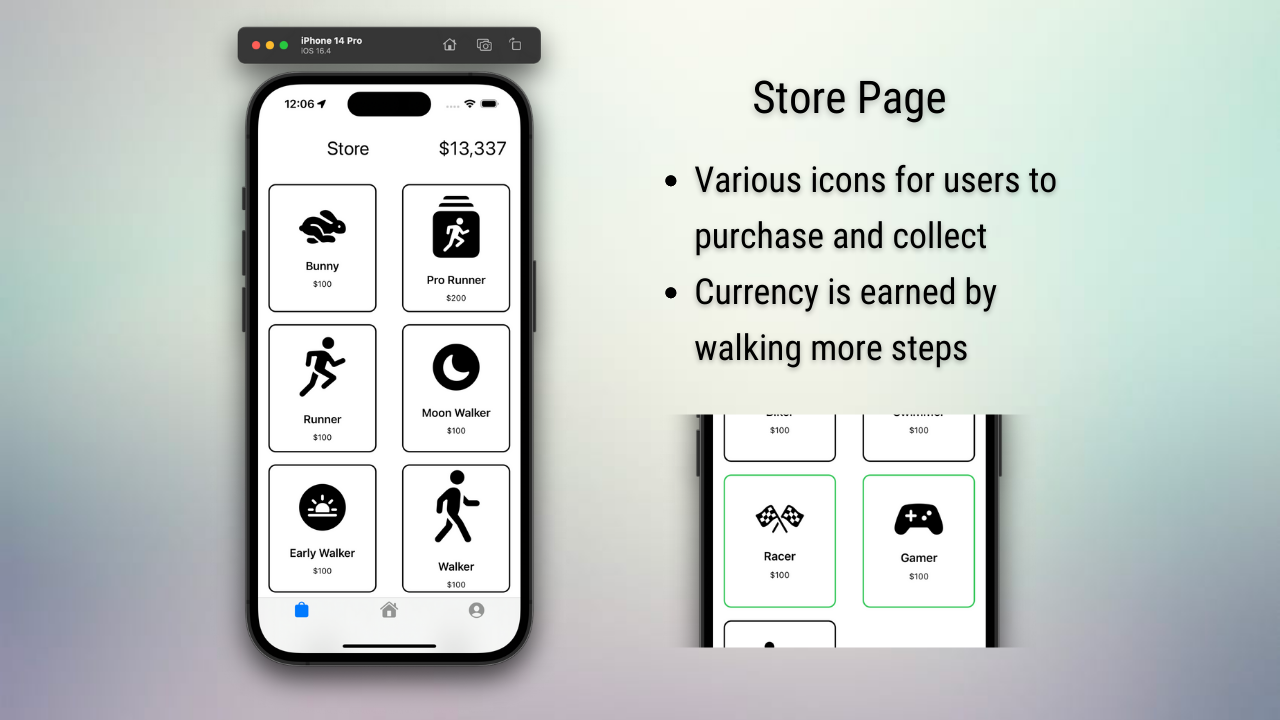 iPhone 14 Pro
iOS 16.4
12:06
Store $13,337
Bunny
$100
Pro Runner
$200
Runner
$100
Moon Walker
$100
Early Walker
$100
Walker
$100
Store Page
• Various icons for users to
purchase and collect
• Currency is earned by
walking more steps
$100
$100
Racer
$100
Gamer
$100